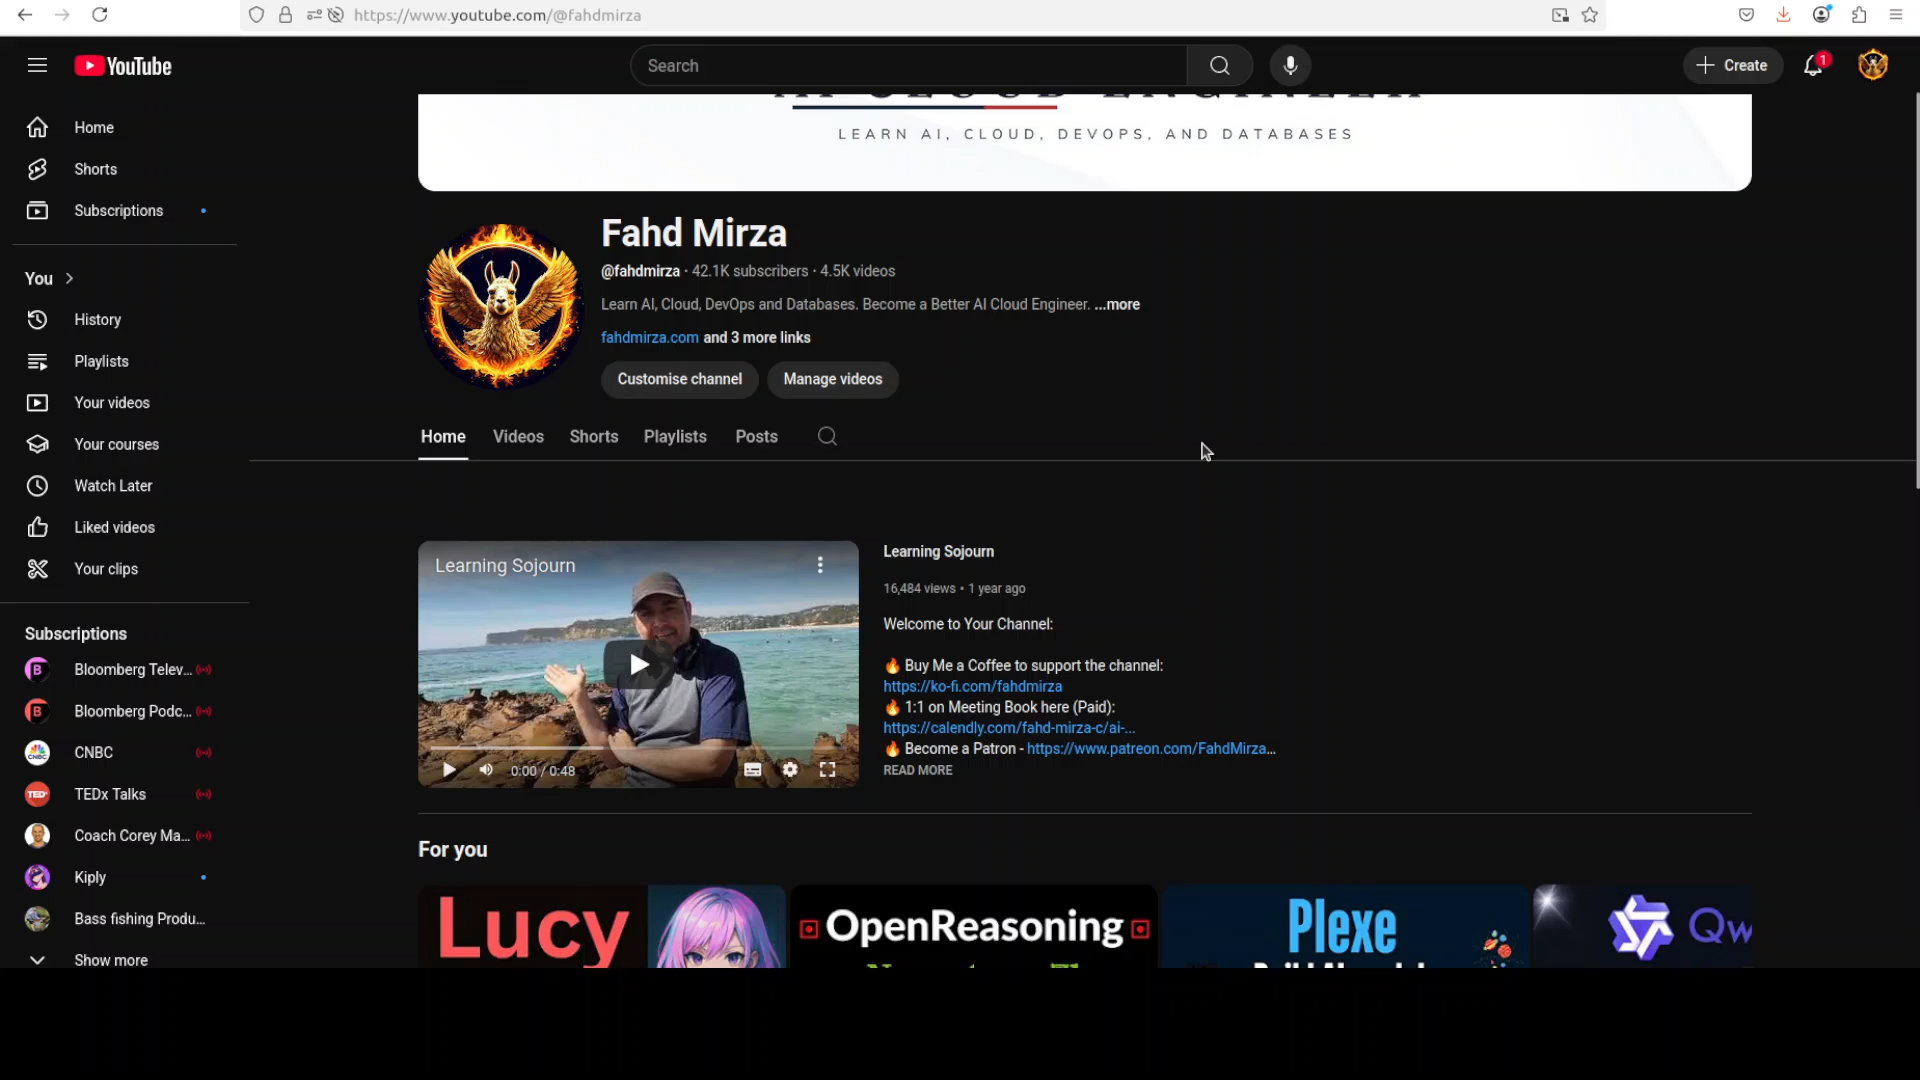 https://www.youtube.com/@fahdmirza
YouTube
Search
Create
1
Home
Shorts
Subscriptions
You
History
Playlists
Your videos
Your courses
Watch Later
Liked videos
Your clips
Subscriptions
Bloomberg Telev...
Bloomberg Podc...
CNBC
TEDx Talks
Coach Corey Ma...
Kiply
Bass fishing Produ...
Show more
AI CLOUD ENGINEER
LEARN AI, CLOUD, DEVOPS, AND DATABASES
Fahd Mirza
@fahdmirza · 42.1K subscribers · 4.5K videos
Learn AI, Cloud, DevOps and Databases. Become a Better AI Cloud Engineer. ...more
fahdmirza.com and 3 more links
Customise channel Manage videos
Home Videos Shorts Playlists Posts
Learning Sojourn
0:00 / 0:48
Learning Sojourn
16,484 views • 1 year ago
Welcome to Your Channel:
🔥 Buy Me a Coffee to support the channel:
https://ko-fi.com/fahdmirza
🔥 1:1 on Meeting Book here (Paid):
https://calendly.com/fahd-mirza-c/ai-...
🔥 Become a Patron - https://www.patreon.com/FahdMirza...
READ MORE
For you
Lucy
OpenReasoning
Plexe
Qw